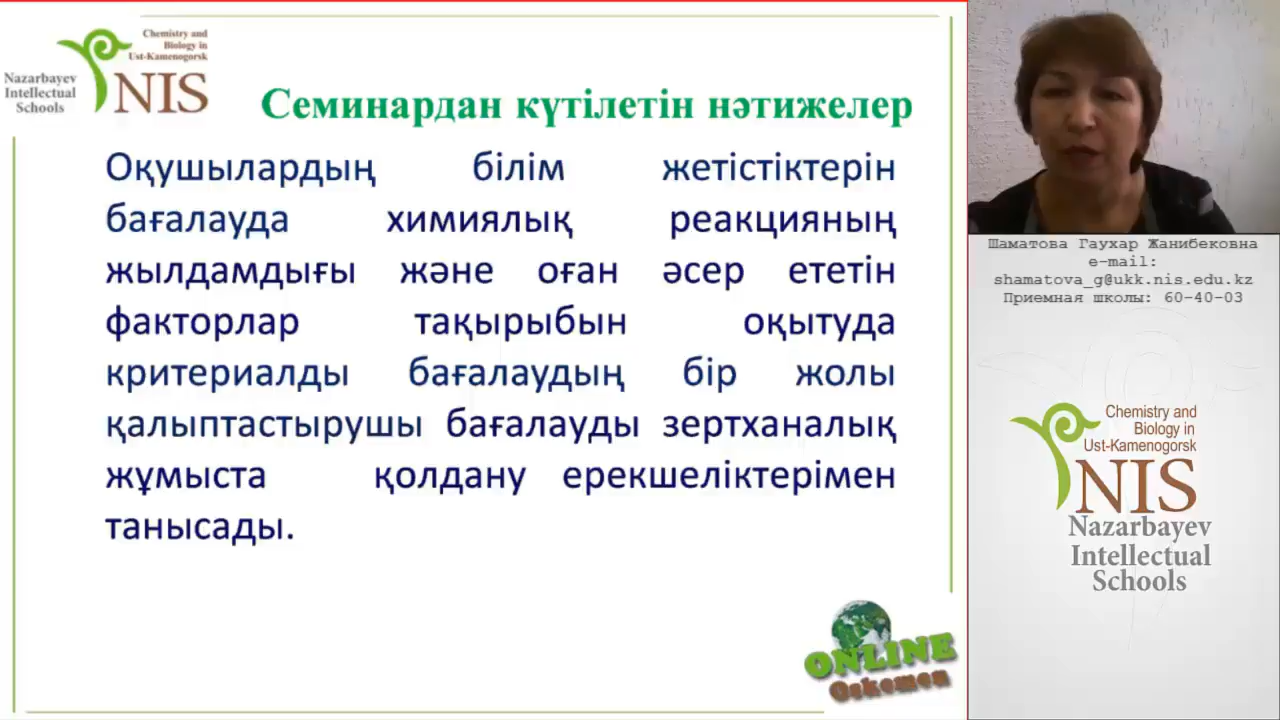 Chemistry and
Biology in
Ust-Kamenogorsk
NIS
Nazarbayev
Intellectual
Schools
Семинардан күтілетін нәтижелер
Оқушылардың білім жетістіктерін
бағалауда химиялық реакцияның
жылдамдығы және оған әсер ететін
факторлар тақырыбын оқытуда
критериалды бағалаудың бір жолы
қалыптастырушы бағалауды зертханалық
жұмыста қолдану ерекшеліктерімен
танысады.
ONLINE
Oskemen
Шаматова Гаухар Жанибековна
e-mail:
shamatova_g@ukk.nis.edu.kz
Приемная школы: 60-40-03
Chemistry and
Biology in
Ust-Kamenogorsk
NIS
Nazarbayev
Intellectual
Schools